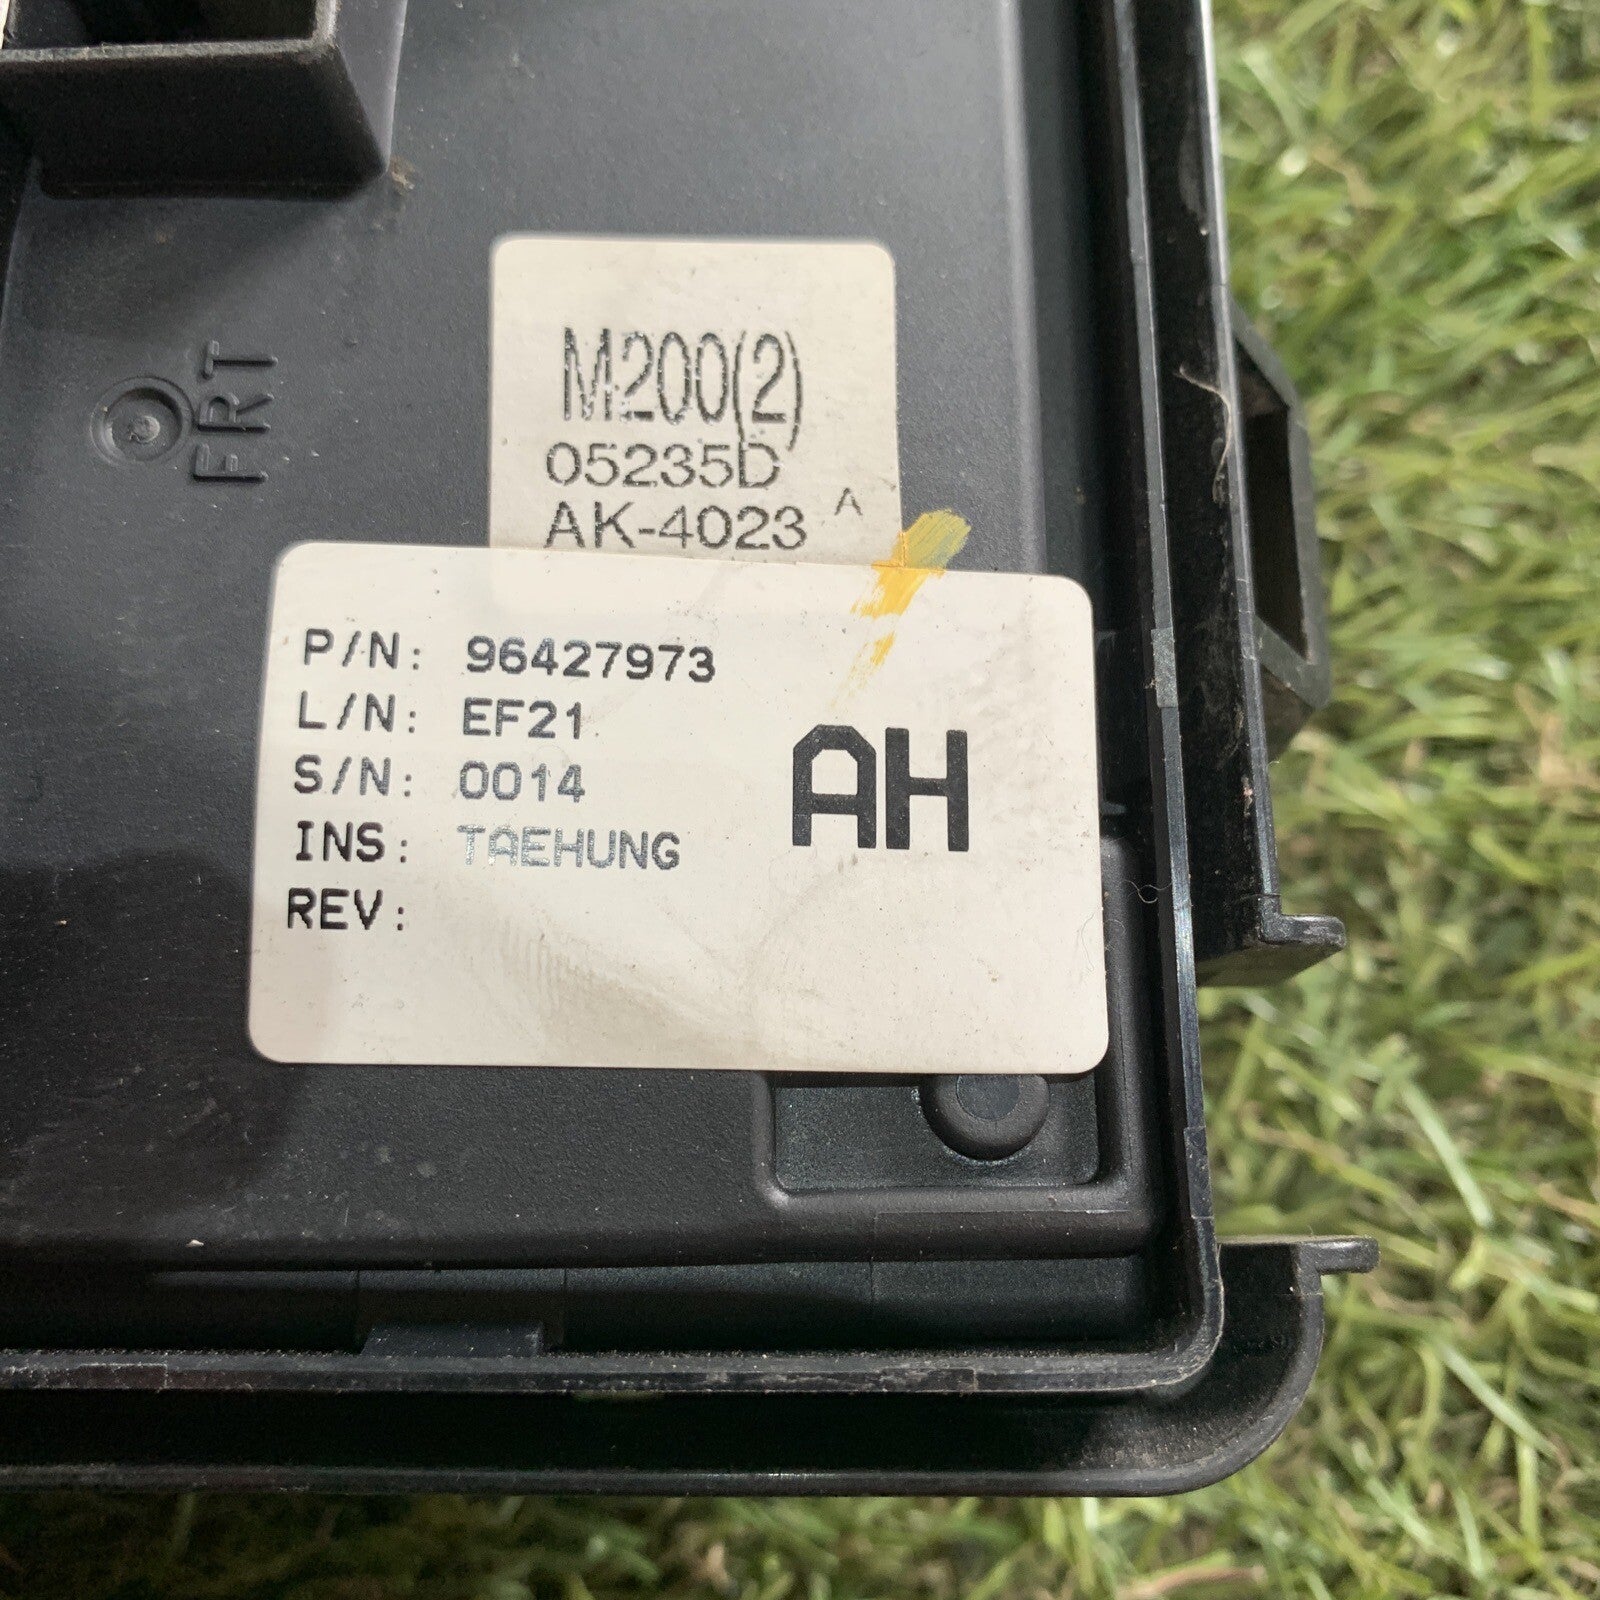 FRT
M200(2)
05235D
AK-4023 ^
P/N: 96427973
L/N: EF21
S/N: 0014
INS: TAEHUNG
REV:
AH